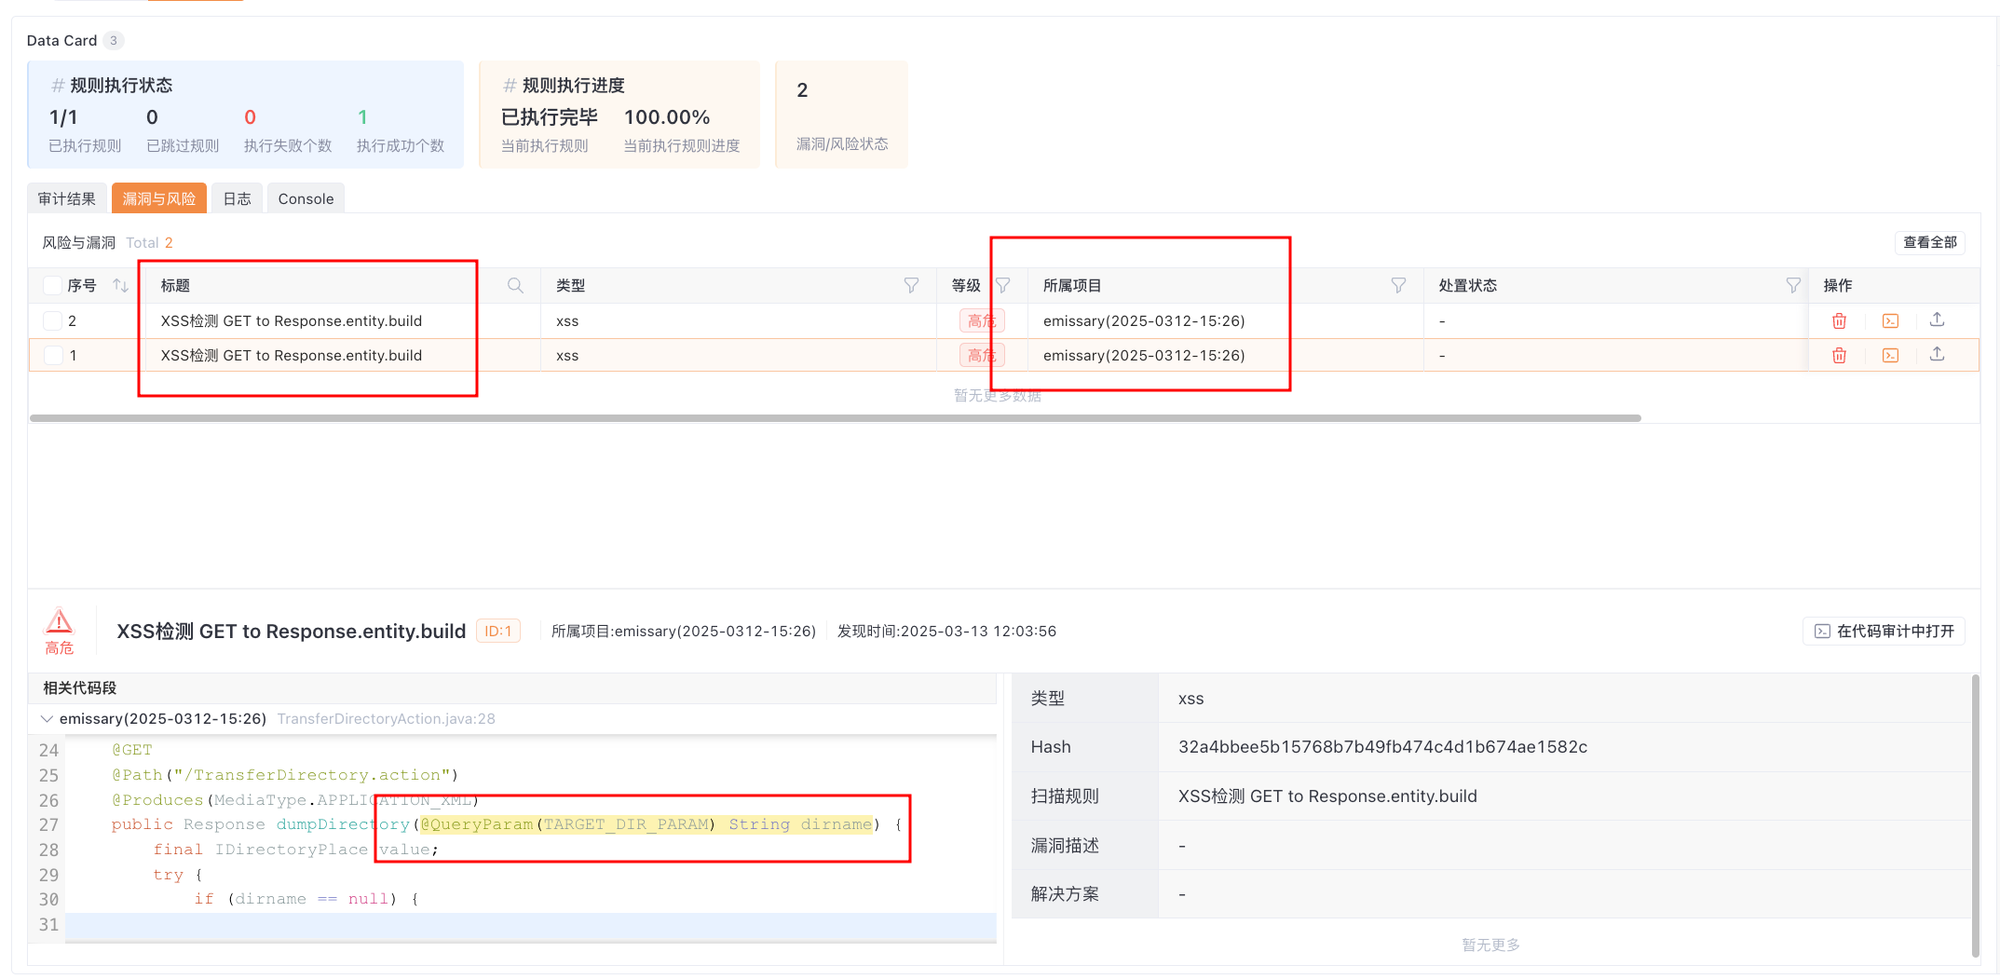 Data Card 3
# 规则执行状态
1/1 0 0 1
已执行规则 已跳过规则 执行失败个数 执行成功个数
# 规则执行进度
已执行完毕 100.00%
当前执行规则 当前执行规则进度
2
漏洞/风险状态
审计结果 漏洞与风险 日志 Console
风险与漏洞 Total 2 查看全部
序号 标题 类型 等级 所属项目 处置状态 操作
2 XSS检测 GET to Response.entity.build xss 高危 emissary(2025-0312-15:26) -
1 XSS检测 GET to Response.entity.build xss 高危 emissary(2025-0312-15:26) -
暂无更多数据
高危
XSS检测 GET to Response.entity.build ID:1 所属项目:emissary(2025-0312-15:26) 发现时间:2025-03-13 12:03:56 在代码审计中打开
相关代码段
emissary(2025-0312-15:26) TransferDirectoryAction.java:28
24 @GET
25 @Path("/TransferDirectory.action")
26 @Produces(MediaType.APPLICATION_XML)
27 public Response dumpDirectory(@QueryParam(TARGET_DIR_PARAM) String dirname) {
28 final IDirectoryPlace value;
29 try {
30 if (dirname == null) {
31
类型 xss
Hash 32a4bbee5b15768b7b49fb474c4d1b674ae1582c
扫描规则 XSS检测 GET to Response.entity.build
漏洞描述 -
解决方案 -
暂无更多